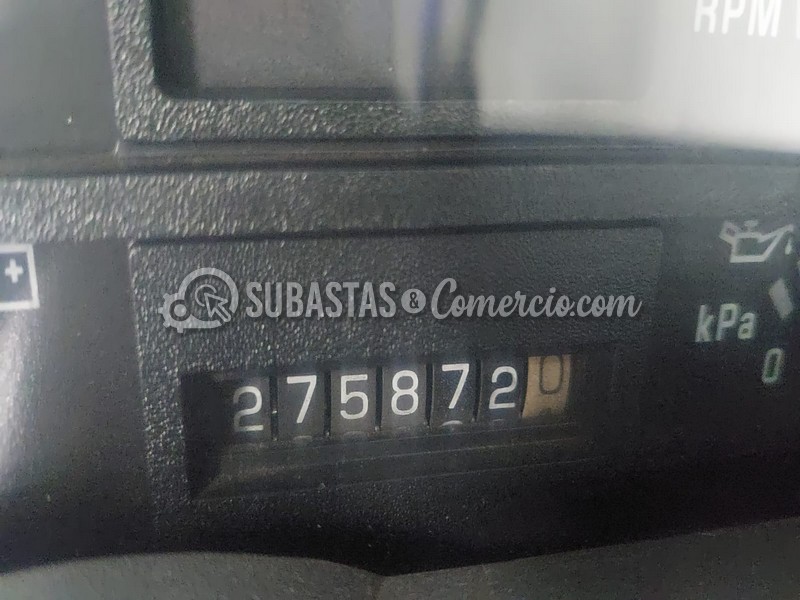 RPM
+
SUBASTAS&Comercio.com
kPa
0
2758720